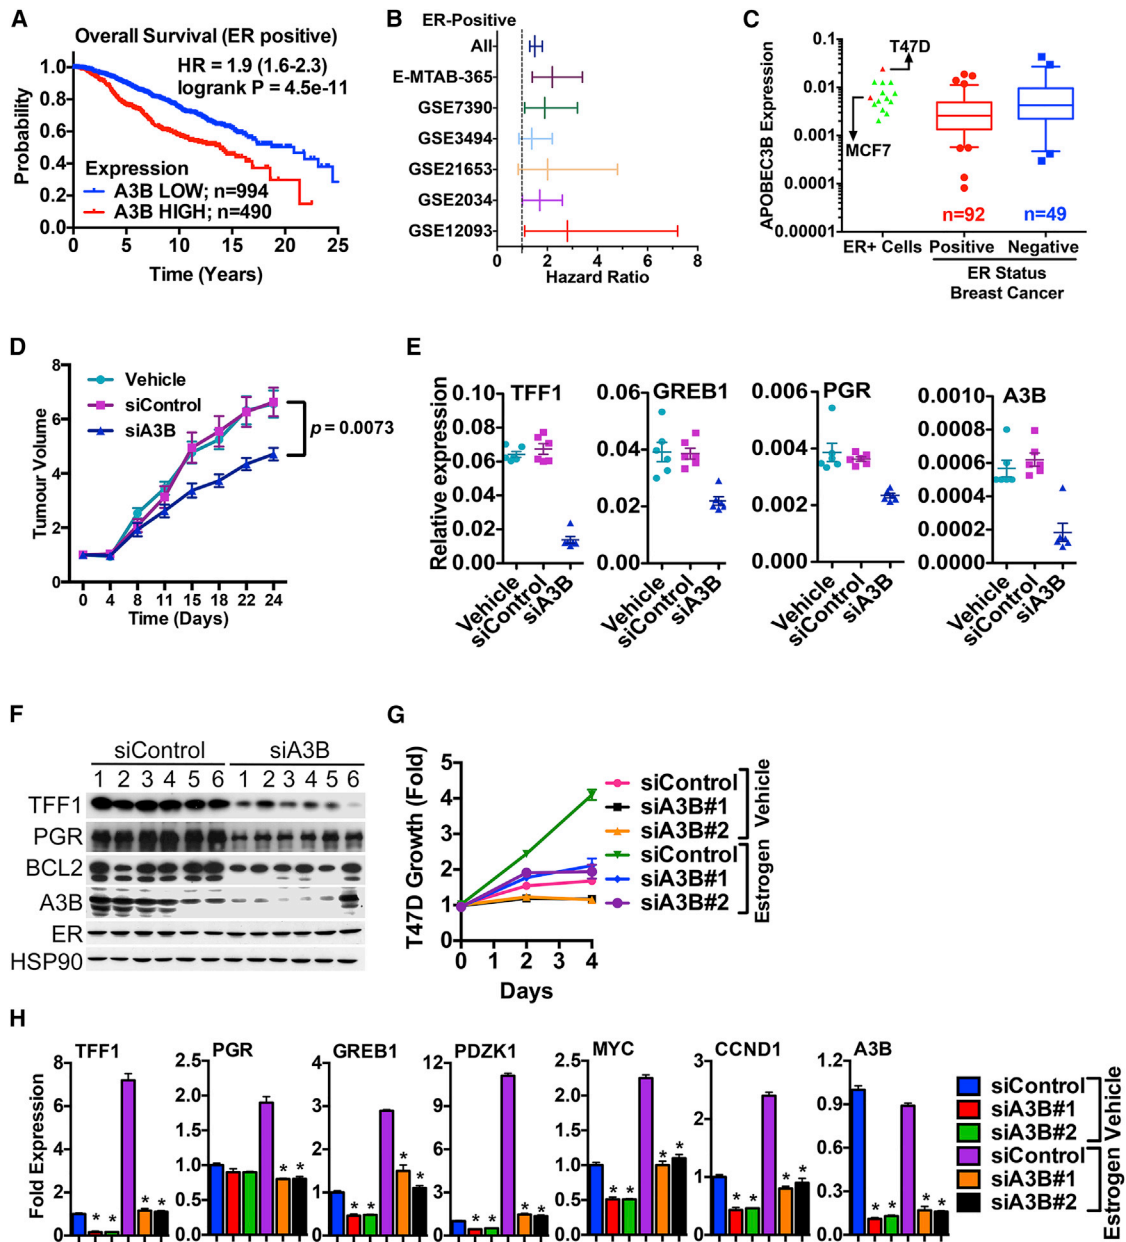 A
Overall Survival (ER positive)
HR = 1.9 (1.6-2.3)
logrank P = 4.5e-11
Probability
1.0
0.8
0.6
0.4
0.2
0.0
Expression
A3B LOW; n=994
A3B HIGH; n=490
0 5 10 15 20 25
Time (Years)
B
ER-Positive
All
E-MTAB-365
GSE7390
GSE3494
GSE21653
GSE2034
GSE12093
0 2 4 6 8
Hazard Ratio
C
APOBEC3B Expression
0.1
0.01
0.001
0.0001
0.00001
T47D
MCF7
n=92 n=49
ER+ Cells Positive Negative
ER Status
Breast Cancer
D
Tumour Volume
8
6
4
2
0
Vehicle
siControl
siA3B
p = 0.0073
0 4 8 11 15 18 22 24
Time (Days)
E
Relative expression
TFF1
0.10
0.08
0.06
0.04
0.02
0.00
Vehicle
siControl
siA3B
GREB1
0.06
0.04
0.02
0.00
Vehicle
siControl
siA3B
PGR
0.006
0.004
0.002
0.000
Vehicle
siControl
siA3B
A3B
0.0010
0.0008
0.0006
0.0004
0.0002
0.0000
Vehicle
siControl
siA3B
F
siControl siA3B
1 2 3 4 5 6 1 2 3 4 5 6
TFF1
PGR
BCL2
A3B
ER
HSP90
G
T47D Growth (Fold)
5
4
3
2
1
0
0 1 2 3 4
Days
siControl
siA3B#1
siA3B#2
Vehicle
siControl
siA3B#1
siA3B#2
Estrogen
H
Fold Expression
TFF1
8
6
4
2
0
* * * *
PGR
2.5
2.0
1.5
1.0
0.5
0.0
* *
GREB1
4
3
2
1
0
* * * *
PDZK1
12
9
6
3
0
* * * *
MYC
2.5
2.0
1.5
1.0
0.5
0.0
* * * *
CCND1
3
2
1
0
* * * *
A3B
1.2
0.9
0.6
0.3
0.0
* * * *
siControl
siA3B#1
siA3B#2
Vehicle
siControl
siA3B#1
siA3B#2
Estrogen